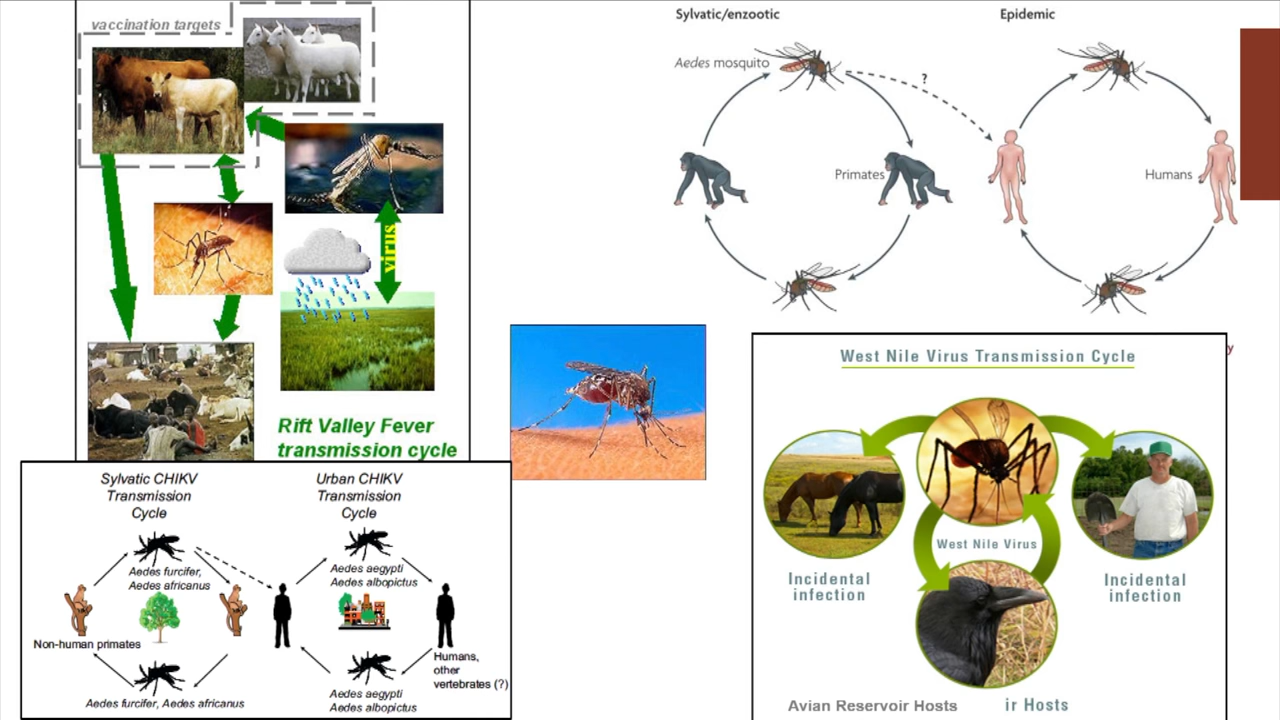 vaccination targets
virus
Rift Valley Fever
transmission cycle
Sylvatic/enzootic
Epidemic
Aedes mosquito
?
Primates
Humans
Sylvatic CHIKV
Transmission
Cycle
Urban CHIKV
Transmission
Cycle
Aedes furcifer,
Aedes africanus
Aedes aegypti
Aedes albopictus
Non-human primates
Humans,
other
vertebrates (?)
Aedes furcifer, Aedes africanus
Aedes aegypti
Aedes albopictus
West Nile Virus Transmission Cycle
West Nile Virus
Incidental
infection
Incidental
infection
Avian Reservoir Hosts
ir Hosts
y